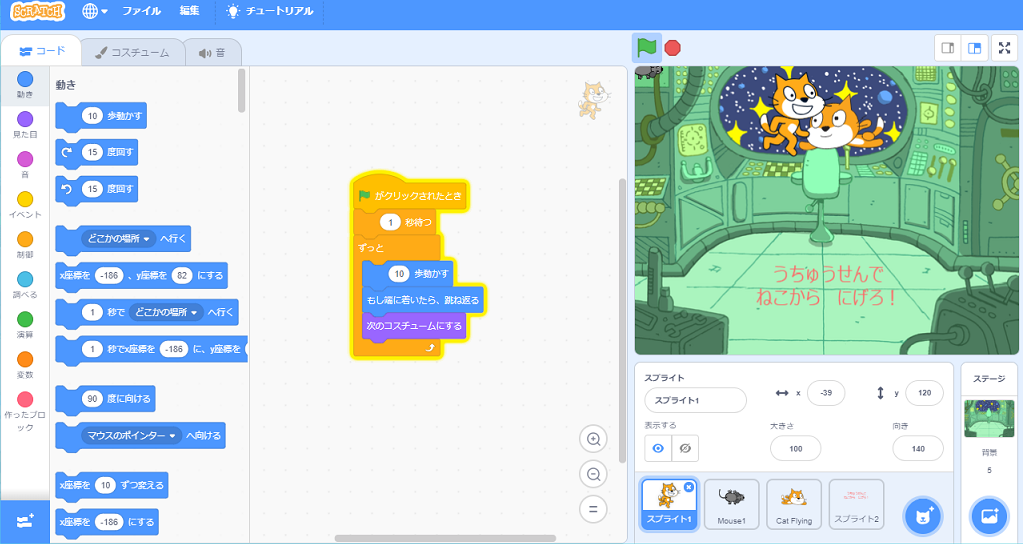 SCRATCH
ファイル
編集
チュートリアル
コード
コスチューム
音
動き
見た目
音
イベント
制御
調べる
演算
変数
作ったブロック
動き
10 歩動かす
15 度回す
15 度回す
どこかの場所 へ行く
x座標を -186 、y座標を 82 にする
1 秒で どこかの場所 へ行く
1 秒でx座標を -186 に、y座標を
90 度に向ける
マウスのポインター へ向ける
x座標を 10 ずつ変える
x座標を -186 にする
がクリックされたとき
1 秒待つ
ずっと
10 歩動かす
もし端に着いたら、跳ね返る
次のコスチュームにする
うちゅうせんで
ねこから にげろ！
スプライト
スプライト1
x -39
y 120
表示する
大きさ
100
向き
140
スプライト1
Mouse1
Cat Flying
スプライト2
ステージ
背景
5